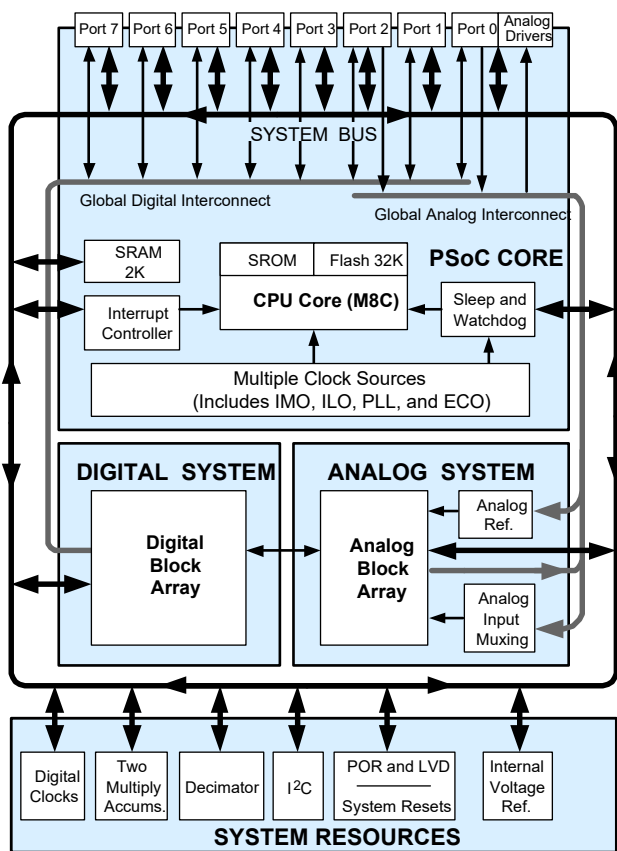 Port 7 Port 6 Port 5 Port 4 Port 3 Port 2 Port 1 Port 0 Analog
Drivers
SYSTEM BUS
Global Digital Interconnect
Global Analog Interconnect
PSoC CORE
SRAM
2K
SROM Flash 32K
CPU Core (M8C)
Interrupt
Controller
Sleep and
Watchdog
Multiple Clock Sources
(Includes IMO, ILO, PLL, and ECO)
DIGITAL SYSTEM
Digital
Block
Array
ANALOG SYSTEM
Analog
Block
Array
Analog
Ref.
Analog
Input
Muxing
Digital
Clocks
Two
Multiply
Accums.
Decimator
I²C
POR and LVD
System Resets
Internal
Voltage
Ref.
SYSTEM RESOURCES